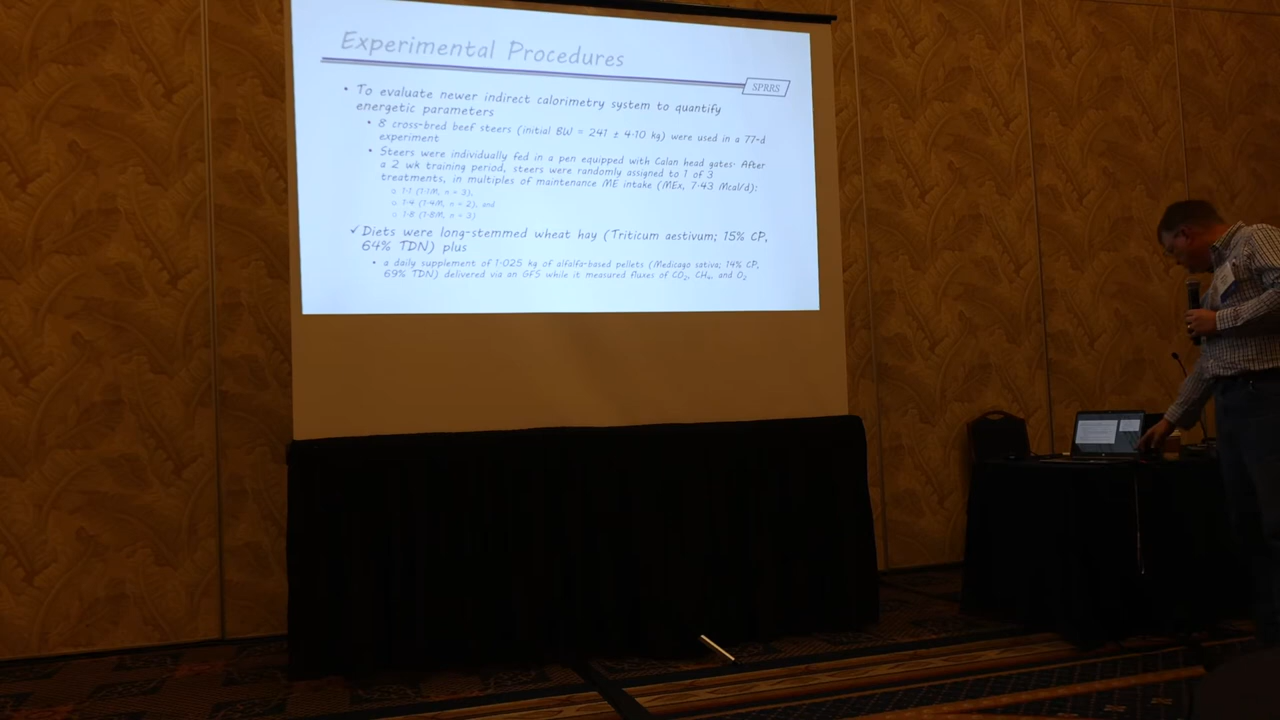 Experimental Procedures
SPRRS
• To evaluate newer indirect calorimetry system to quantify
energetic parameters
• 8 cross-bred beef steers (initial BW = 241 ± 4·10 kg) were used in a 77-d
experiment
• Steers were individually fed in a pen equipped with Calan head gates· After
a 2 wk training period, steers were randomly assigned to 1 of 3
treatments, in multiples of maintenance ME intake (MEx, 7·43 Mcal/d):
o 1·1 (1·1M, n = 3),
o 1·4 (1·4M, n = 2), and
o 1·8 (1·8M, n = 3)
✓ Diets were long-stemmed wheat hay (Triticum aestivum; 15% CP,
64% TDN) plus
• a daily supplement of 1·025 kg of alfalfa-based pellets (Medicago sativa; 14% CP,
69% TDN) delivered via an GFS while it measured fluxes of CO₂, CH₄, and O₂